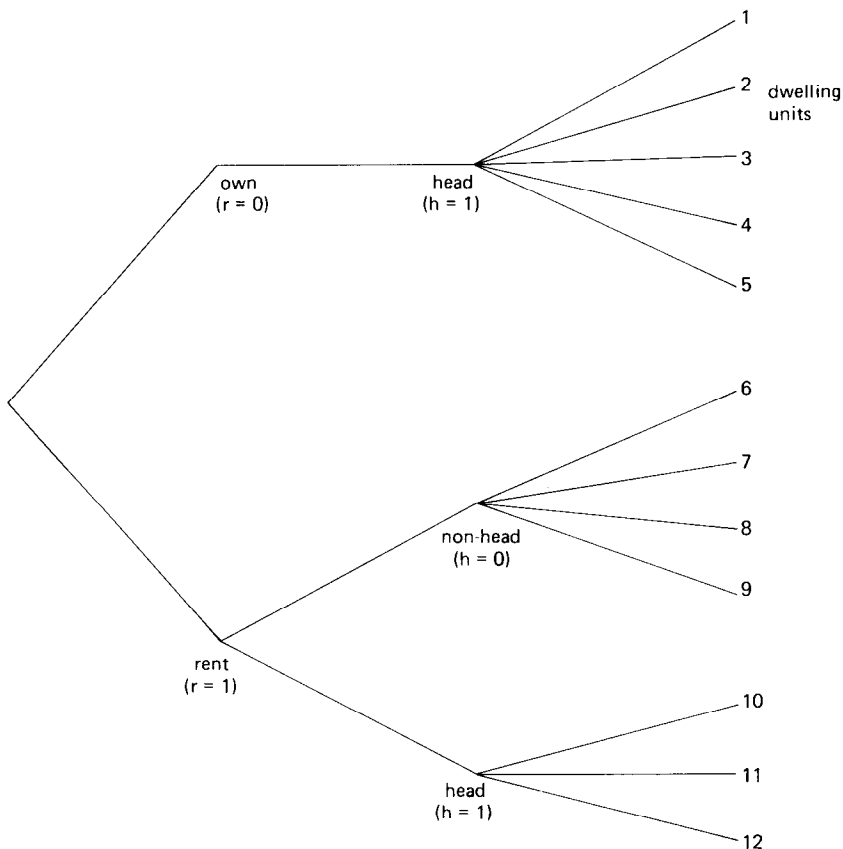 1
2 dwelling
units
3
4
5
own
(r = 0)
head
(h = 1)
6
7
8
9
non-head
(h = 0)
rent
(r = 1)
10
11
12
head
(h = 1)